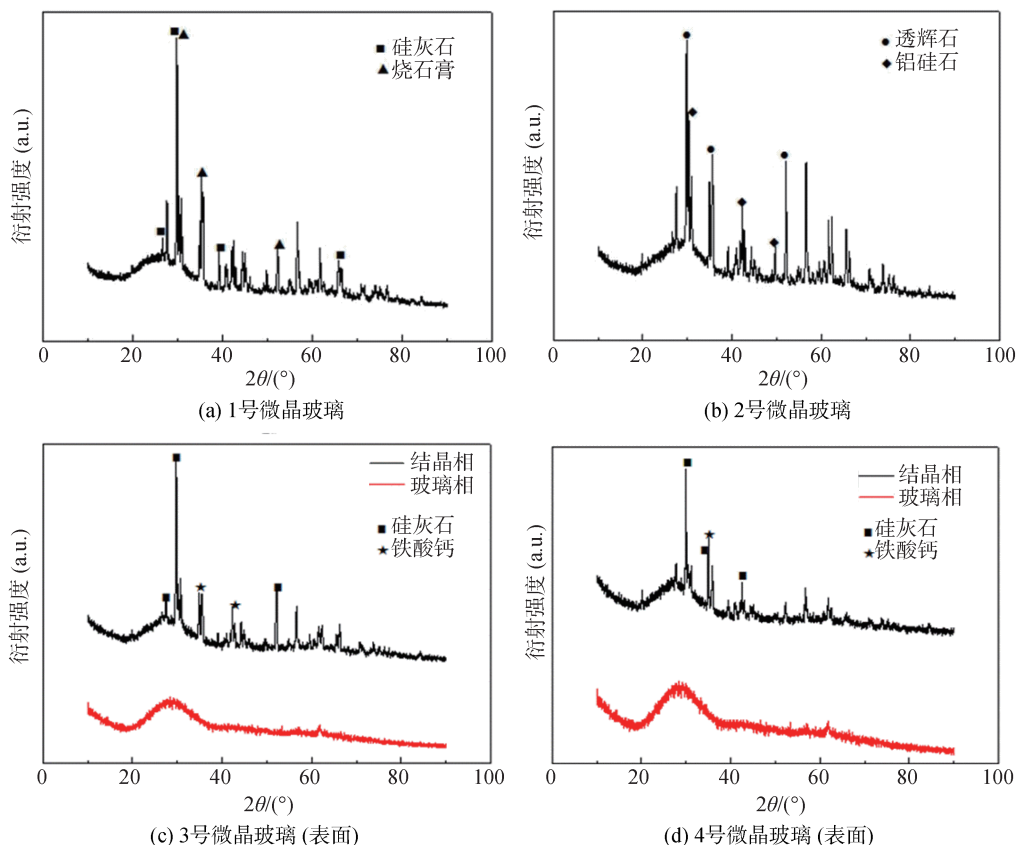 硅灰石
烧石膏
衍射强度 (a.u.)
0 20 40 60 80 100
2θ/(°)
(a) 1号微晶玻璃
透辉石
铝硅石
衍射强度 (a.u.)
0 20 40 60 80 100
2θ/(°)
(b) 2号微晶玻璃
结晶相
玻璃相
硅灰石
铁酸钙
衍射强度 (a.u.)
0 20 40 60 80 100
2θ/(°)
(c) 3号微晶玻璃 (表面)
结晶相
玻璃相
硅灰石
铁酸钙
衍射强度 (a.u.)
0 20 40 60 80 100
2θ/(°)
(d) 4号微晶玻璃 (表面)